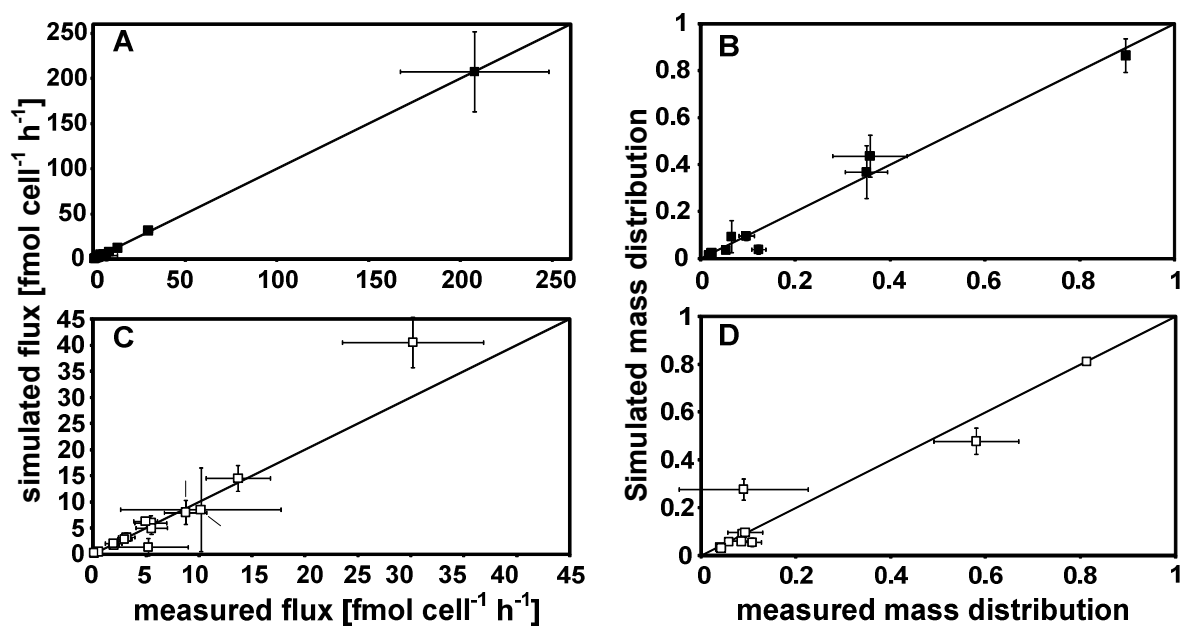 A
250
200
150
100
50
0
0 50 100 150 200 250
B
1
0.8
0.6
0.4
0.2
0
0 0.2 0.4 0.6 0.8 1
simulated flux [fmol cell-1 h-1]
Simulated mass distribution
C
45
40
35
30
25
20
15
10
5
0
0 5 10 15 20 25 30 35 40 45
D
1
0.8
0.6
0.4
0.2
0
0 0.2 0.4 0.6 0.8 1
measured flux [fmol cell-1 h-1]
measured mass distribution